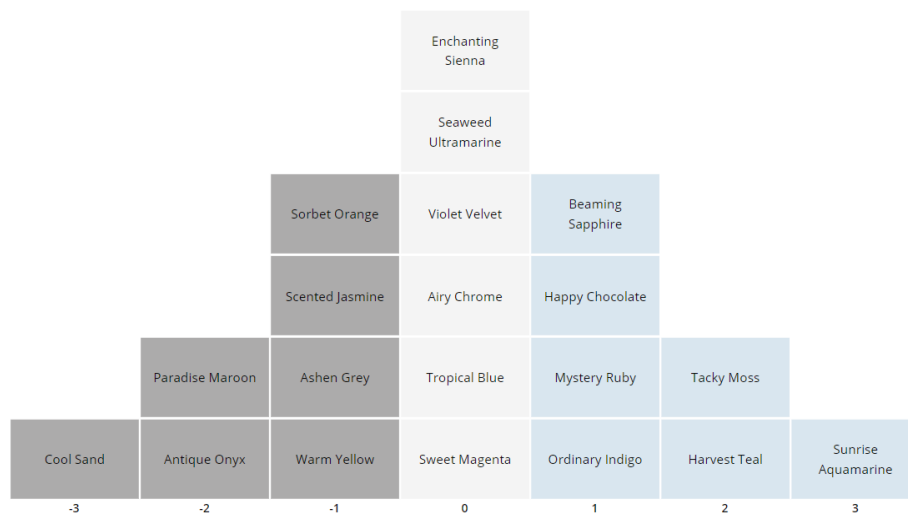 Enchanting
Sienna
Seaweed
Ultramarine
Sorbet Orange
Violet Velvet
Beaming
Sapphire
Scented Jasmine
Airy Chrome
Happy Chocolate
Paradise Maroon
Ashen Grey
Tropical Blue
Mystery Ruby
Tacky Moss
Cool Sand
Antique Onyx
Warm Yellow
Sweet Magenta
Ordinary Indigo
Harvest Teal
Sunrise
Aquamarine
-3 -2 -1 0 1 2 3